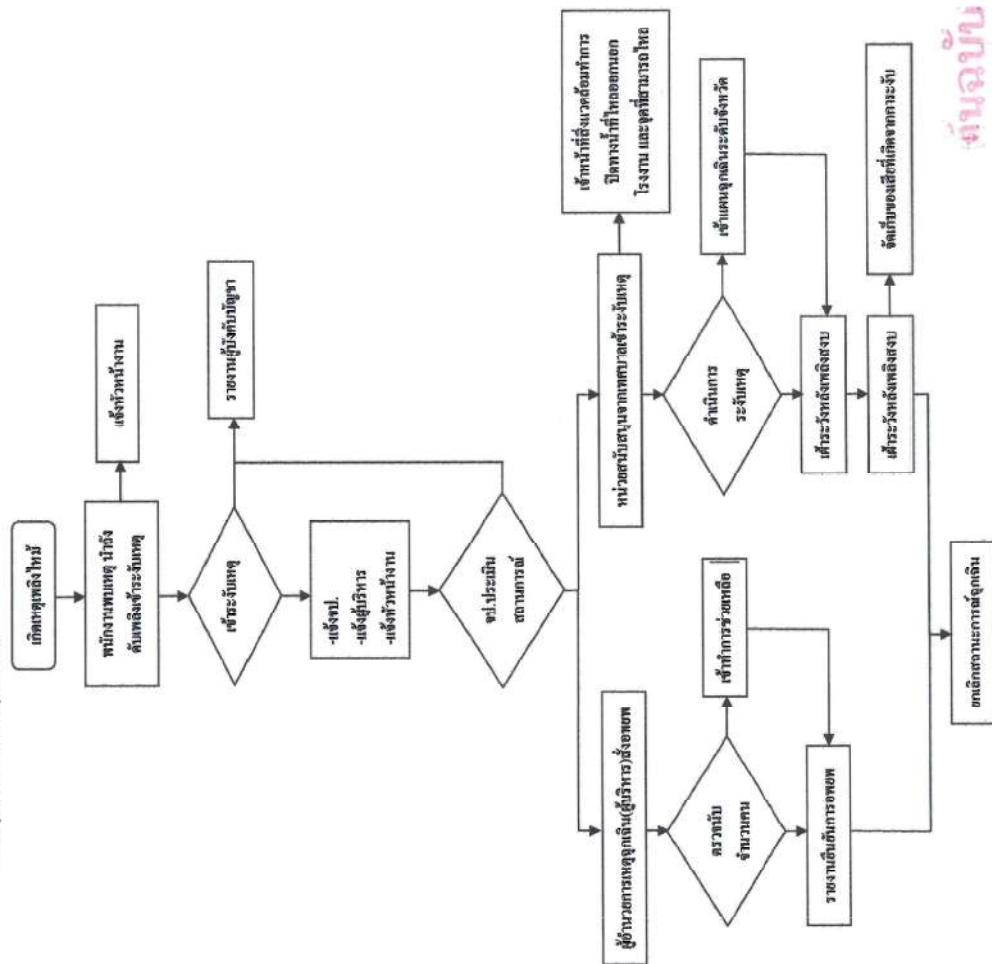 เกิดเหตุเพลิงไหม้
พนักงานพบเหตุ นำถัง
ดับเพลิงเข้าระงับเหตุ
แจ้งหัวหน้างาน
เข้าระงับเหตุ
รายงานผู้บังคับบัญชา
-แจ้งจป.
-แจ้งผู้บริหาร
-แจ้งหัวหน้างาน
จป.ประเมิน
สถานการณ์
ผู้อำนวยการเหตุฉุกเฉิน(ผู้บริหาร)สั่งอพยพ
หน่วยสนับสนุนจากเทศบาลเข้าระงับเหตุ
เจ้าหน้าที่สิ่งแวดล้อมทำการ
ปิดทางน้ำที่ไหลออกนอก
โรงงาน และจุดที่สามารถไหล
ตรวจนับ
จำนวนคน
เข้าทำการช่วยเหลือ
ดำเนินการ
ระงับเหตุ
เข้าแผนฉุกเฉินระดับจังหวัด
รายงานยืนยันการอพยพ
เฝ้าระวังหลังเพลิงสงบ
เฝ้าระวังหลังเพลิงสงบ
จัดเก็บของเสียที่เกิดจากการระงับ
ยกเลิกสถานะการณ์ฉุกเฉิน